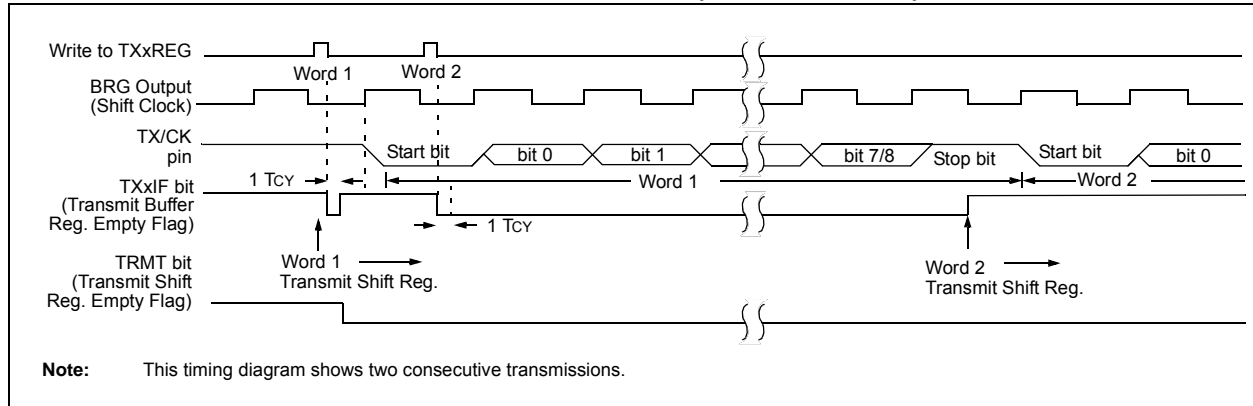 Write to TXxREG
Word 1
Word 2
BRG Output
(Shift Clock)
TX/CK
pin
Start bit
bit 0
bit 1
bit 7/8
Stop bit
Start bit
bit 0
1 TCY
Word 1
Word 2
TXxIF bit
(Transmit Buffer
Reg. Empty Flag)
1 TCY
Word 1
Transmit Shift Reg.
Word 2
Transmit Shift Reg.
TRMT bit
(Transmit Shift
Reg. Empty Flag)
Note: This timing diagram shows two consecutive transmissions.